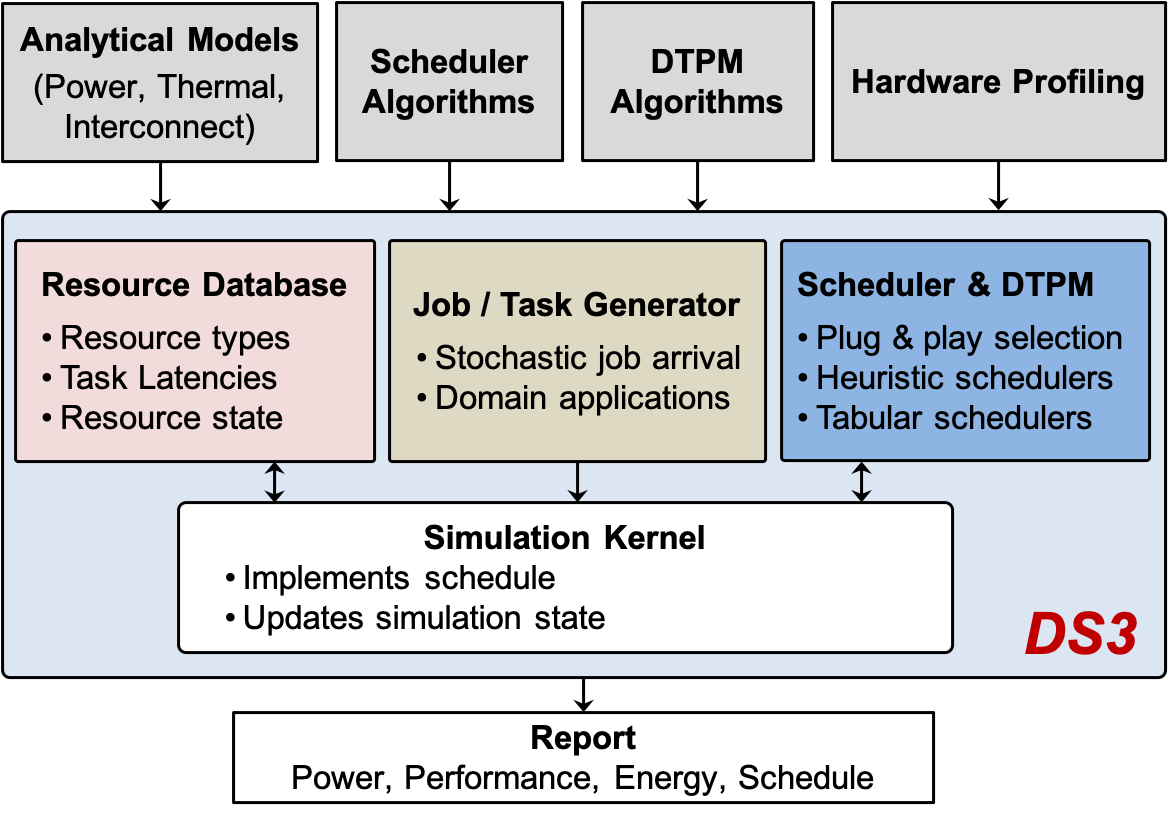 Analytical Models
(Power, Thermal,
Interconnect)
Scheduler
Algorithms
DTPM
Algorithms
Hardware Profiling
Resource Database
• Resource types
• Task Latencies
• Resource state
Job / Task Generator
• Stochastic job arrival
• Domain applications
Scheduler & DTPM
• Plug & play selection
• Heuristic schedulers
• Tabular schedulers
Simulation Kernel
• Implements schedule
• Updates simulation state
DS3
Report
Power, Performance, Energy, Schedule